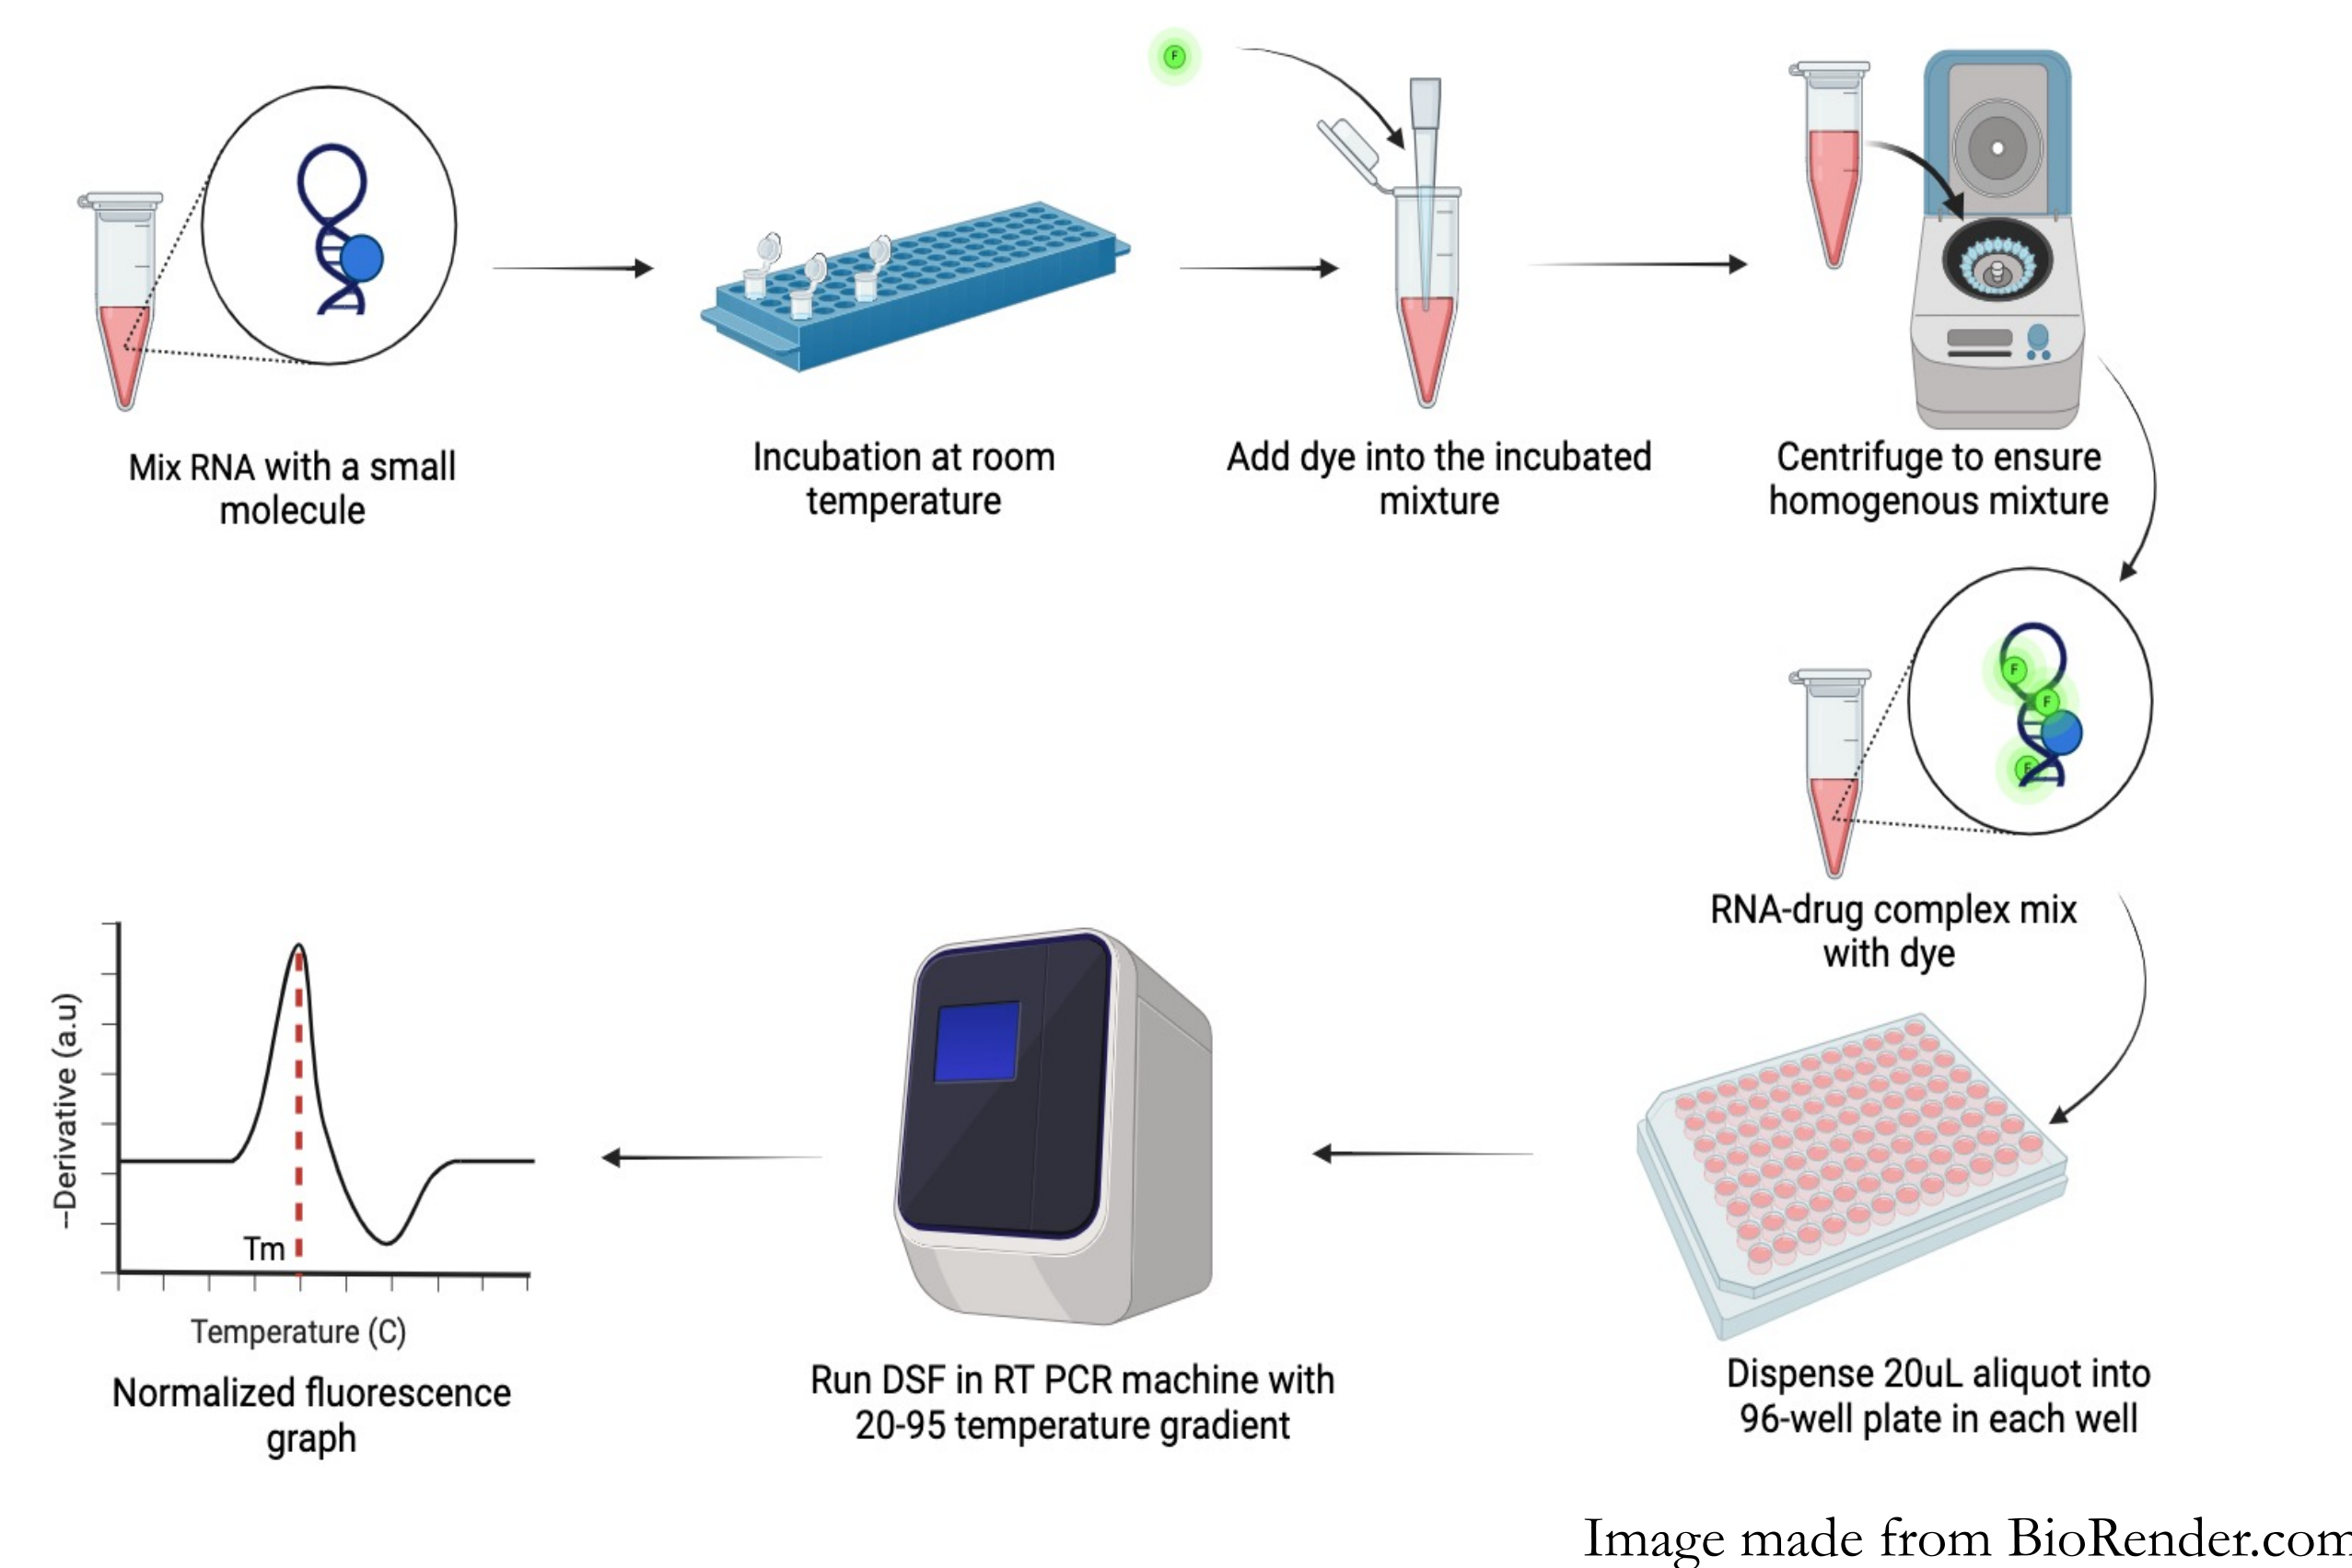 F
Mix RNA with a small
molecule
Incubation at room
temperature
Add dye into the incubated
mixture
Centrifuge to ensure
homogenous mixture
F
F
F
RNA-drug complex mix
with dye
Dispense 20uL aliquot into
96-well plate in each well
Run DSF in RT PCR machine with
20-95 temperature gradient
--Derivative (a.u)
Tm
Temperature (C)
Normalized fluorescence
graph
Image made from BioRender.com